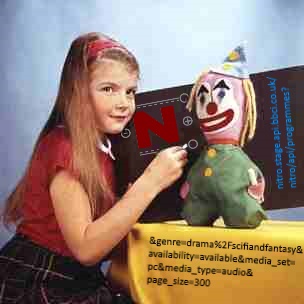 N
nitro.stage.api.bbci.co.uk/
nitro/api/programmes?
&genre=drama%2Fscifiandfantasy&
availability=available&media_set=
pc&media_type=audio&
page_size=300